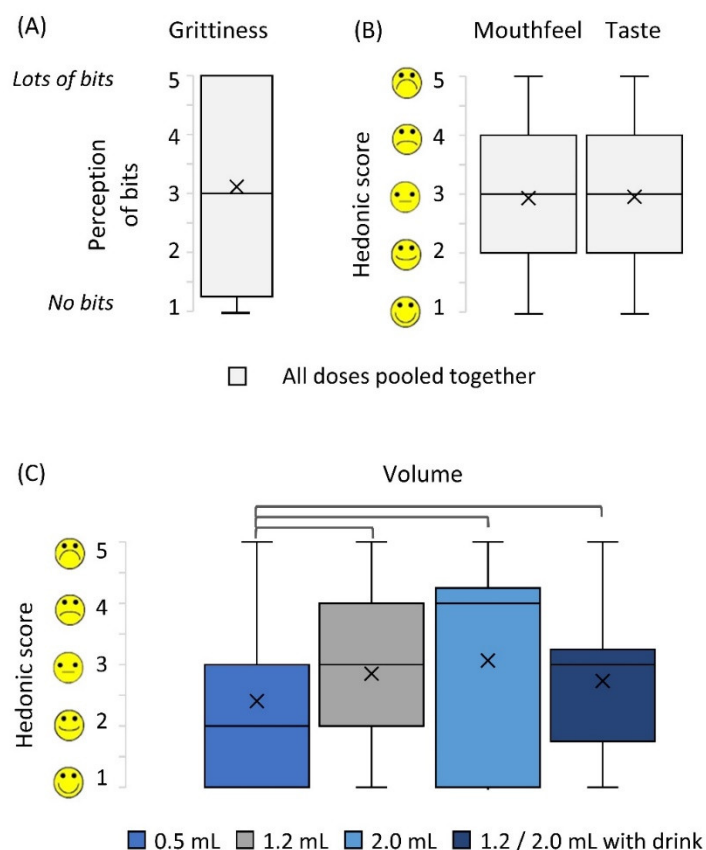 (A)
Grittiness
Lots of bits
5
4
3
2
1
Perception
of bits
No bits
(B)
Mouthfeel Taste
Hedonic score
5
4
3
2
1
All doses pooled together
(C)
Volume
Hedonic score
5
4
3
2
1
0.5 mL 1.2 mL 2.0 mL 1.2 / 2.0 mL with drink